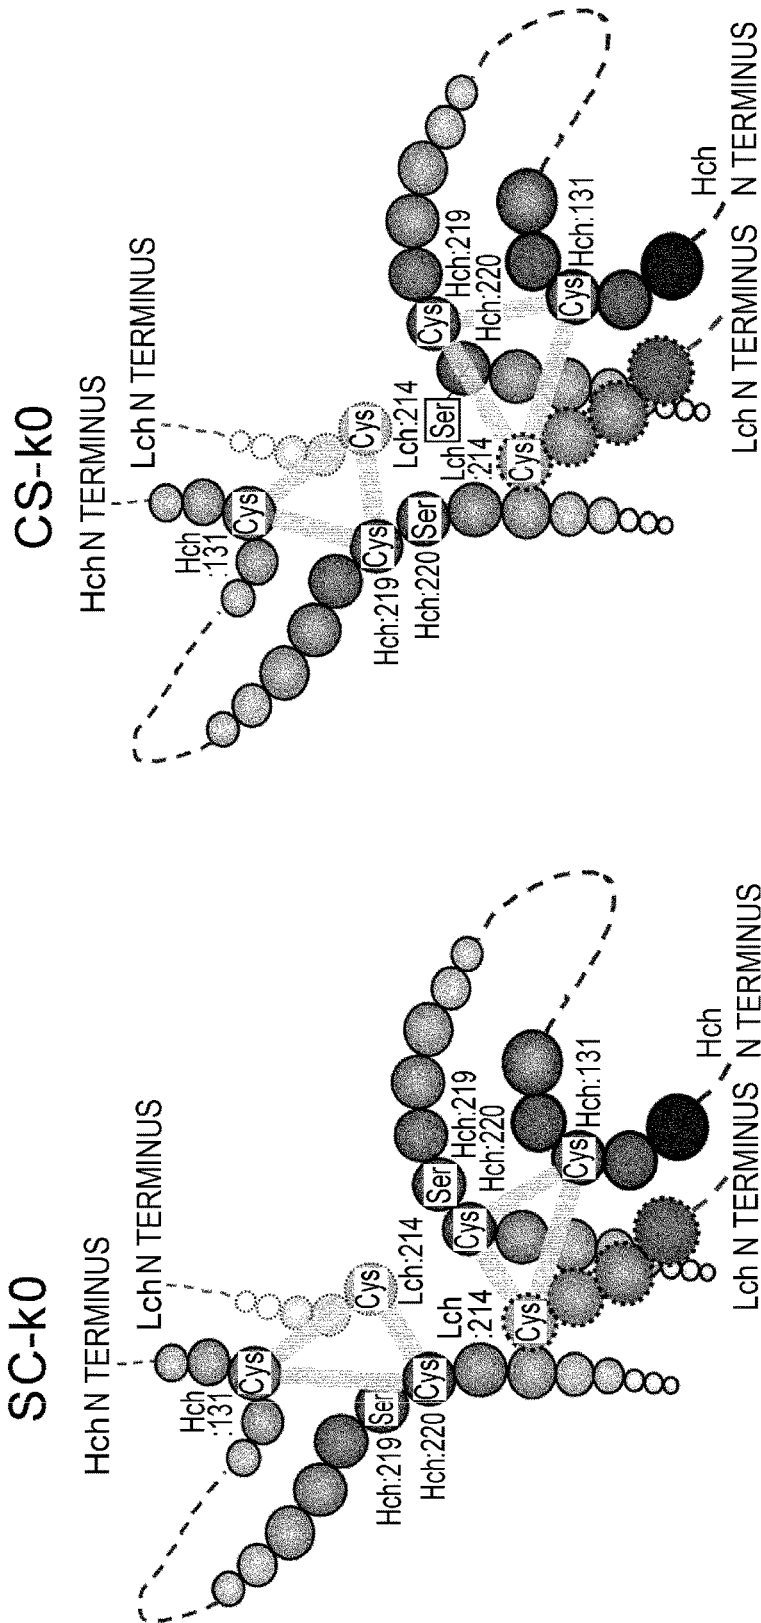 CS-k0
Hch N TERMINUS
Lch N TERMINUS
Hch
:131
Cys
Cys
Lch:214
Cys
Hch:219
Ser
Hch:220
Cys
Hch:219
Hch:220
Ser
Lch
:214
Cys
Cys
Hch:131
Hch
N TERMINUS
Lch N TERMINUS
SC-k0
Hch N TERMINUS
Lch N TERMINUS
Hch
:131
Cys
Cys
Lch:214
Ser
Hch:219
Cys
Hch:220
Ser
Hch:219
Cys
Hch:220
Lch
:214
Cys
Cys
Hch:131
Hch
N TERMINUS
Lch N TERMINUS